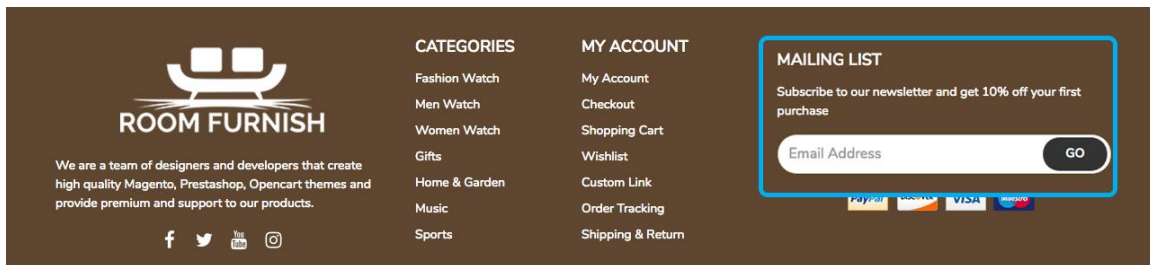 ROOM FURNISH
We are a team of designers and developers that create
high quality Magento, Prestashop, Opencart themes and
provide premium and support to our products.
You
Tube
CATEGORIES
Fashion Watch
Men Watch
Women Watch
Gifts
Home & Garden
Music
Sports
MY ACCOUNT
My Account
Checkout
Shopping Cart
Wishlist
Custom Link
Order Tracking
Shipping & Return
MAILING LIST
Subscribe to our newsletter and get 10% off your first
purchase
Email Address
GO
PayPal VISA